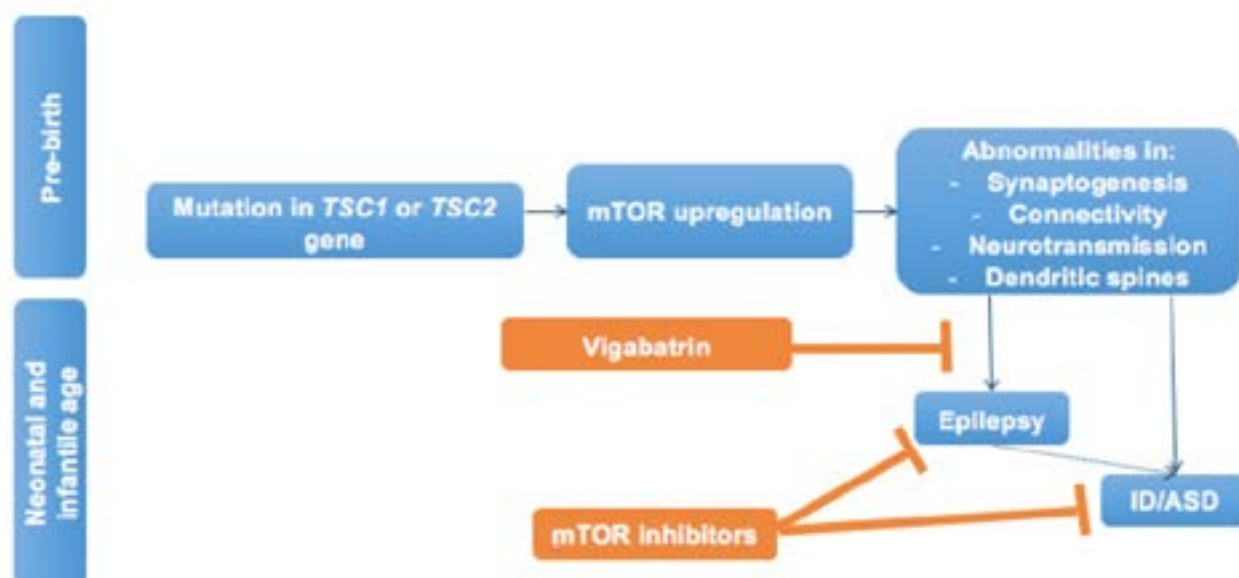 Pre-birth
Mutation in TSC1 or TSC2
gene
mTOR upregulation
Abnormalities in:
- Synaptogenesis
- Connectivity
- Neurotransmission
- Dendritic spines
Neonatal and
infantile age
Vigabatrin
Epilepsy
mTOR inhibitors
ID/ASD